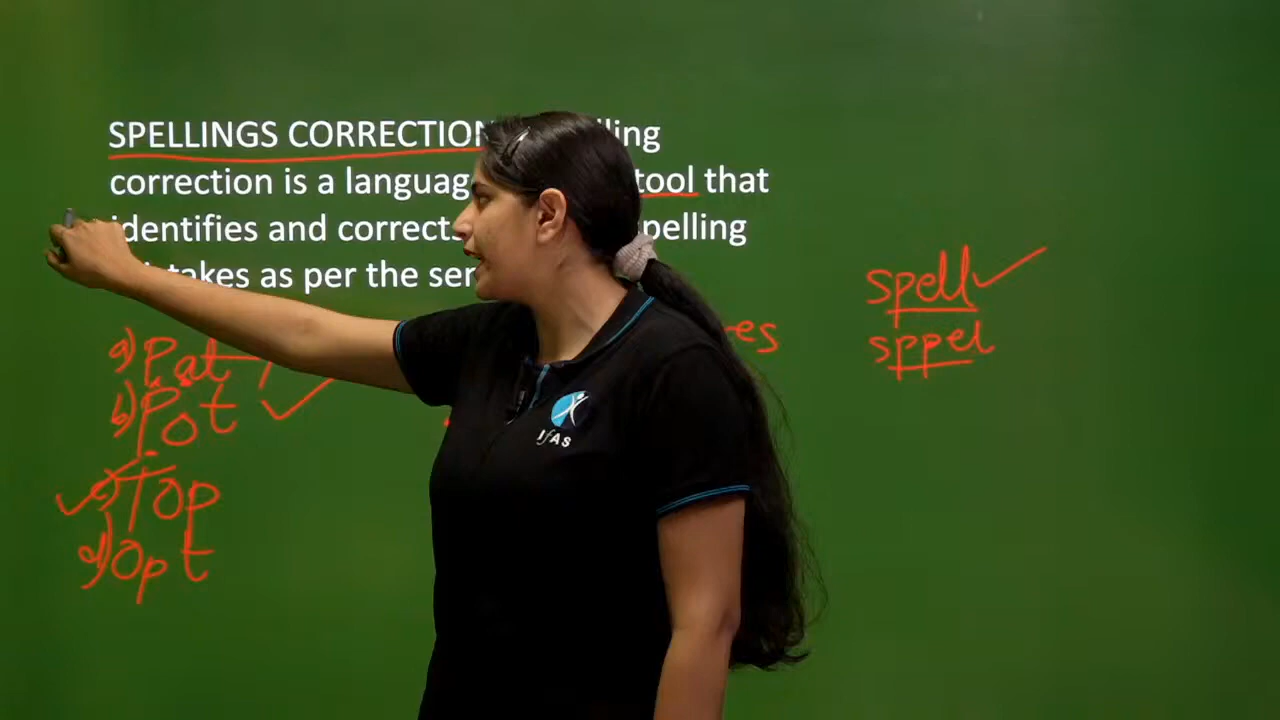 SPELLINGS CORRECTION lling
correction is a languag tool that
identifies and corrects pelling
takes as per the ser
a) Pat
b) Pot ✓
✓ c) Top
d) Opt
es
spell ✓
sppel
IFAS